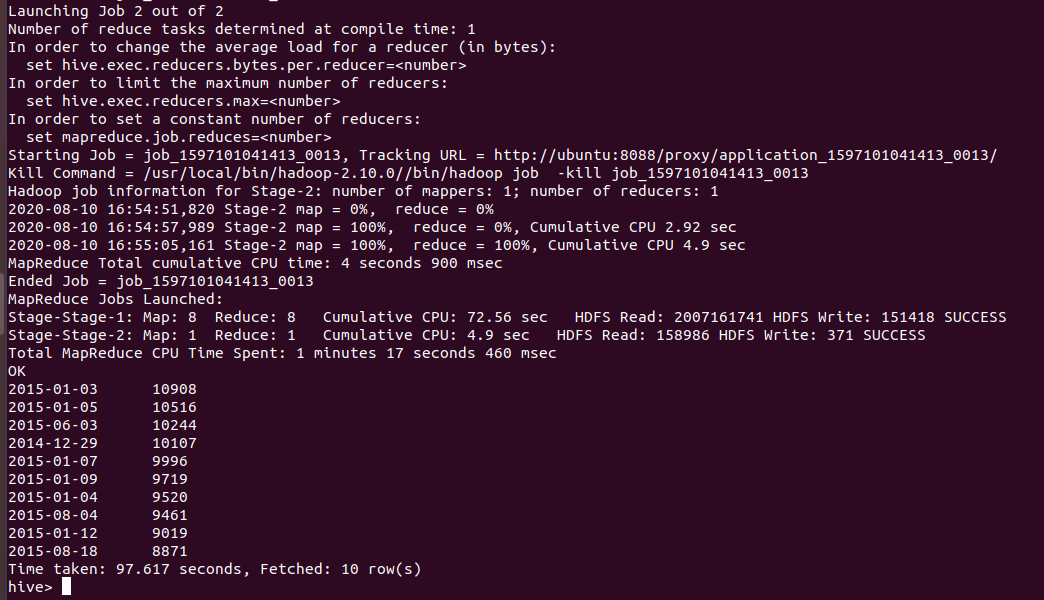 Launching Job 2 out of 2
Number of reduce tasks determined at compile time: 1
In order to change the average load for a reducer (in bytes):
  set hive.exec.reducers.bytes.per.reducer=<number>
In order to limit the maximum number of reducers:
  set hive.exec.reducers.max=<number>
In order to set a constant number of reducers:
  set mapreduce.job.reduces=<number>
Starting Job = job_1597101041413_0013, Tracking URL = http://ubuntu:8088/proxy/application_1597101041413_0013/
Kill Command = /usr/local/bin/hadoop-2.10.0//bin/hadoop job  -kill job_1597101041413_0013
Hadoop job information for Stage-2: number of mappers: 1; number of reducers: 1
2020-08-10 16:54:51,820 Stage-2 map = 0%,  reduce = 0%
2020-08-10 16:54:57,989 Stage-2 map = 100%,  reduce = 0%, Cumulative CPU 2.92 sec
2020-08-10 16:55:05,161 Stage-2 map = 100%,  reduce = 100%, Cumulative CPU 4.9 sec
MapReduce Total cumulative CPU time: 4 seconds 900 msec
Ended Job = job_1597101041413_0013
MapReduce Jobs Launched:
Stage-Stage-1: Map: 8  Reduce: 8   Cumulative CPU: 72.56 sec   HDFS Read: 2007161741 HDFS Write: 151418 SUCCESS
Stage-Stage-2: Map: 1  Reduce: 1   Cumulative CPU: 4.9 sec   HDFS Read: 158986 HDFS Write: 371 SUCCESS
Total MapReduce CPU Time Spent: 1 minutes 17 seconds 460 msec
OK
2015-01-03      10908
2015-01-05      10516
2015-06-03      10244
2014-12-29      10107
2015-01-07      9996
2015-01-09      9719
2015-01-04      9520
2015-08-04      9461
2015-01-12      9019
2015-08-18      8871
Time taken: 97.617 seconds, Fetched: 10 row(s)
hive>